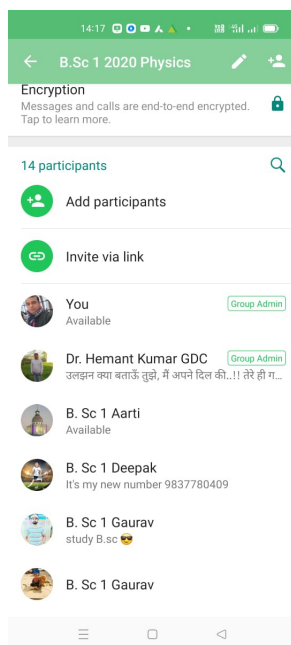 14:17
B.Sc 1 2020 Physics
Encryption
Messages and calls are end-to-end encrypted.
Tap to learn more.
14 participants
Add participants
Invite via link
You
Group Admin
Available
Dr. Hemant Kumar GDC
Group Admin
उलझन क्या बताऊँ तुझे, मैं अपने दिल की..!! तेरे ही ग...
B. Sc 1 Aarti
Available
B. Sc 1 Deepak
It's my new number 9837780409
B. Sc 1 Gaurav
study B.sc 😎
B. Sc 1 Gaurav